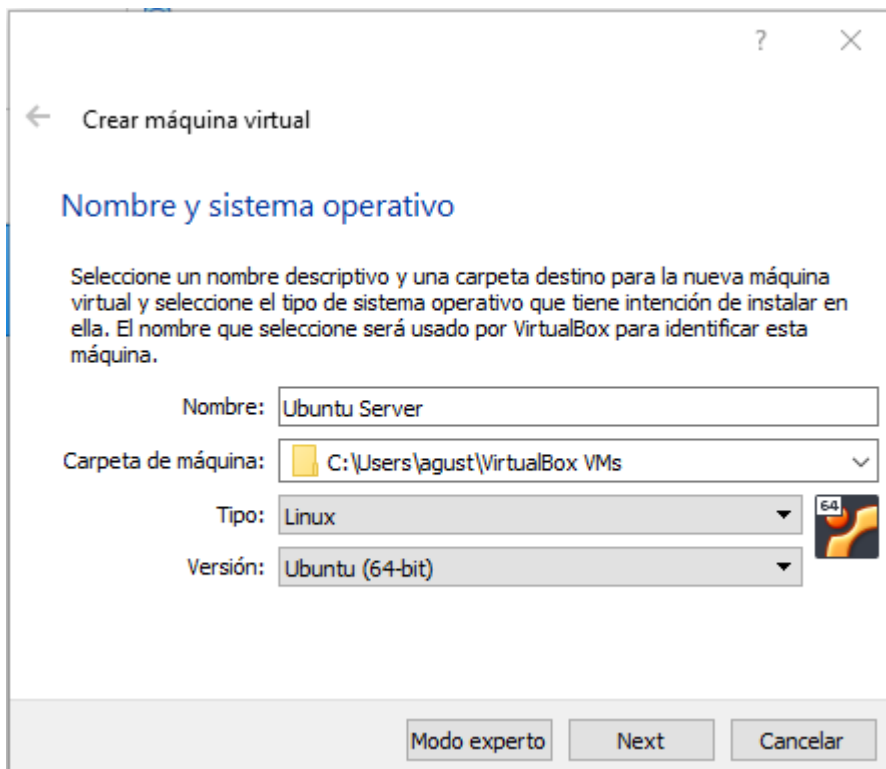 ?
Crear máquina virtual
Nombre y sistema operativo
Seleccione un nombre descriptivo y una carpeta destino para la nueva máquina
virtual y seleccione el tipo de sistema operativo que tiene intención de instalar en
ella. El nombre que seleccione será usado por VirtualBox para identificar esta
máquina.
Nombre: Ubuntu Server
Carpeta de máquina: C:\Users\agust\VirtualBox VMs
Tipo: Linux
64
Versión: Ubuntu (64-bit)
Modo experto Next Cancelar